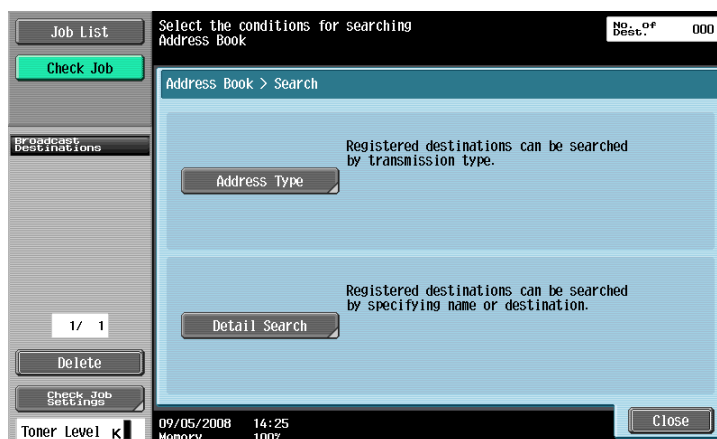 Job List
Check Job
Broadcast
Destinations
1/ 1
Delete
Check Job
Settings
Toner Level K
Select the conditions for searching
Address Book
No. of
Dest.
000
Address Book > Search
Address Type
Registered destinations can be searched
by transmission type.
Detail Search
Registered destinations can be searched
by specifying name or destination.
09/05/2008 14:25
Memory 100%
Close